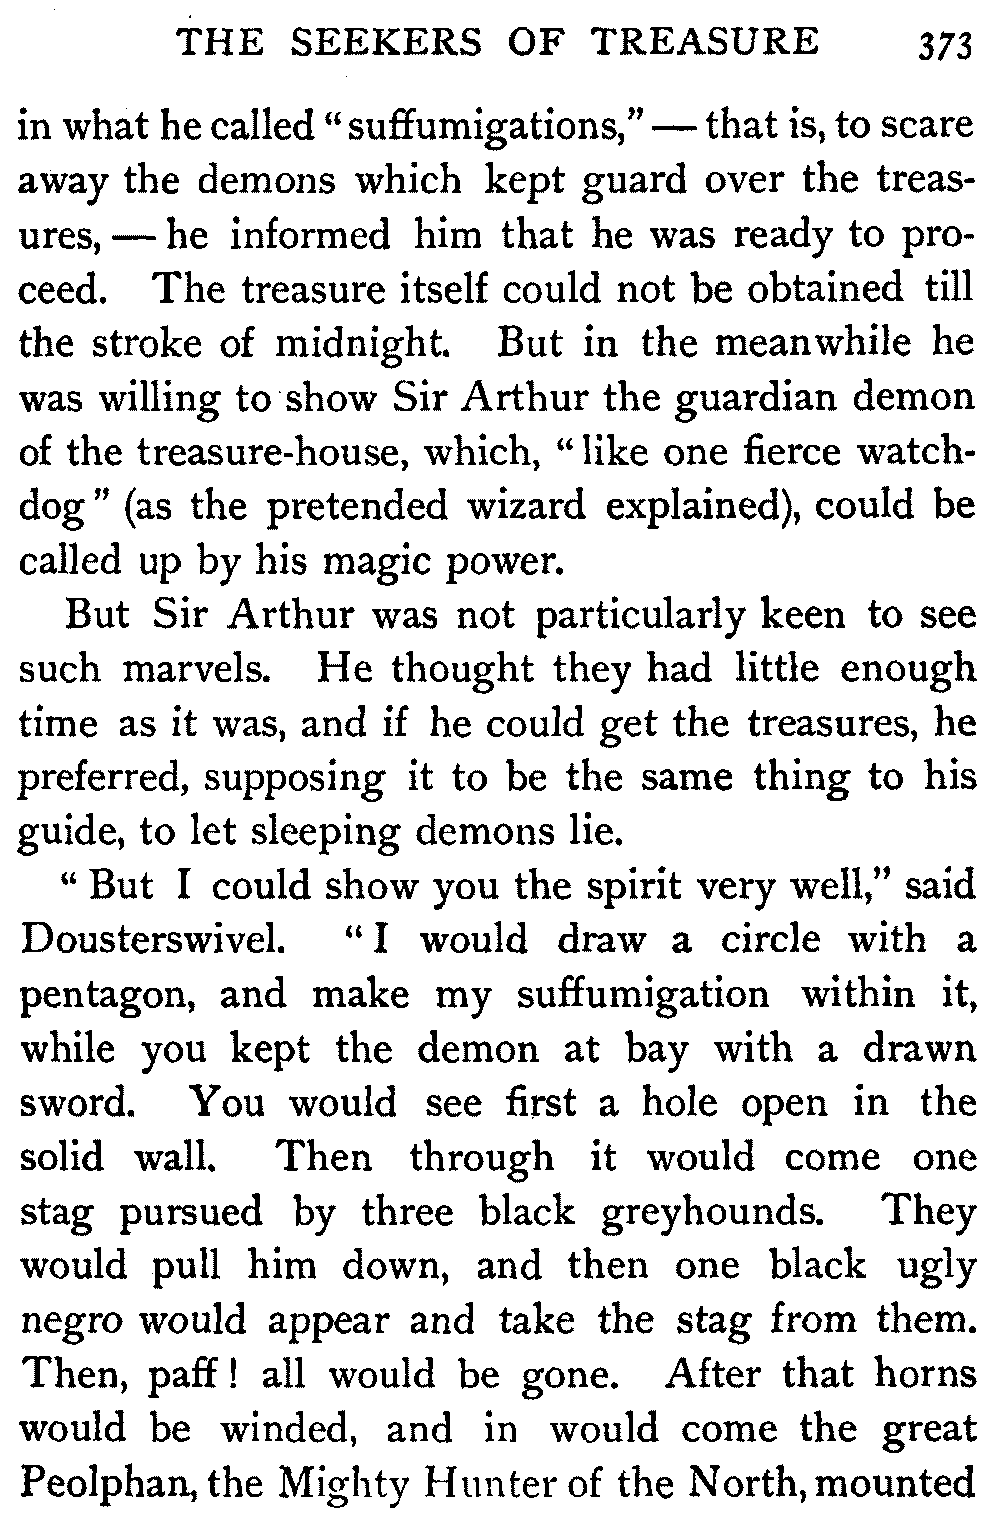 THE SEEKERS OF TREASURE 373
in what he called “suffumigations,” — that is, to scare
away the demons which kept guard over the treas-
ures, — he informed him that he was ready to pro-
ceed. The treasure itself could not be obtained till
the stroke of midnight. But in the meanwhile he
was willing to show Sir Arthur the guardian demon
of the treasure-house, which, “like one fierce watch-
dog” (as the pretended wizard explained), could be
called up by his magic power.
But Sir Arthur was not particularly keen to see
such marvels. He thought they had little enough
time as it was, and if he could get the treasures, he
preferred, supposing it to be the same thing to his
guide, to let sleeping demons lie.
“But I could show you the spirit very well,” said
Dousterswivel. “I would draw a circle with a
pentagon, and make my suffumigation within it,
while you kept the demon at bay with a drawn
sword. You would see first a hole open in the
solid wall. Then through it would come one
stag pursued by three black greyhounds. They
would pull him down, and then one black ugly
negro would appear and take the stag from them.
Then, paff! all would be gone. After that horns
would be winded, and in would come the great
Peolphan, the Mighty Hunter of the North, mounted